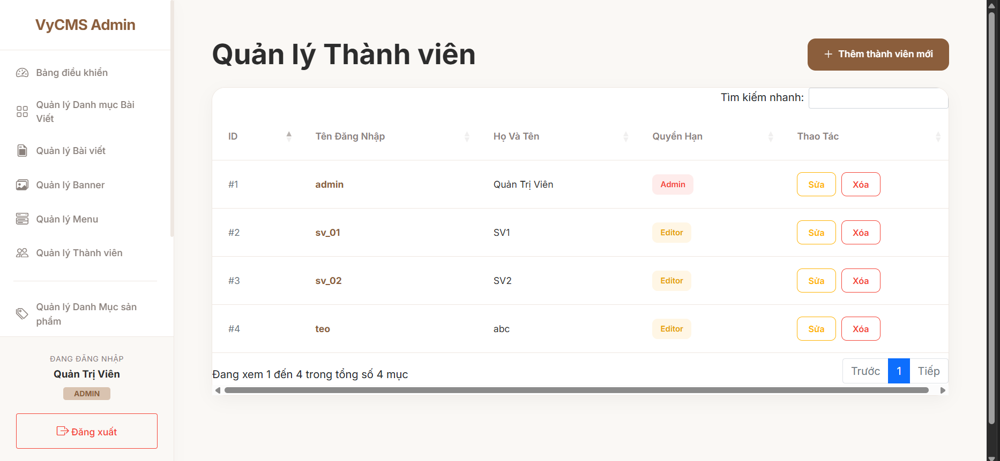 VyCMS Admin
Bảng điều khiển
Quản lý Danh mục Bài
Viết
Quản lý Bài viết
Quản lý Banner
Quản lý Menu
Quản lý Thành viên
Quản lý Danh Mục sản
phẩm
ĐANG ĐĂNG NHẬP
Quản Trị Viên
ADMIN
Đăng xuất
Quản lý Thành viên
+ Thêm thành viên mới
Tìm kiếm nhanh:
ID Tên Đăng Nhập Họ Và Tên Quyền Hạn Thao Tác
#1 admin Quản Trị Viên Admin Sửa Xóa
#2 sv_01 SV1 Editor Sửa Xóa
#3 sv_02 SV2 Editor Sửa Xóa
#4 teo abc Editor Sửa Xóa
Đang xem 1 đến 4 trong tổng số 4 mục
Trước 1 Tiếp